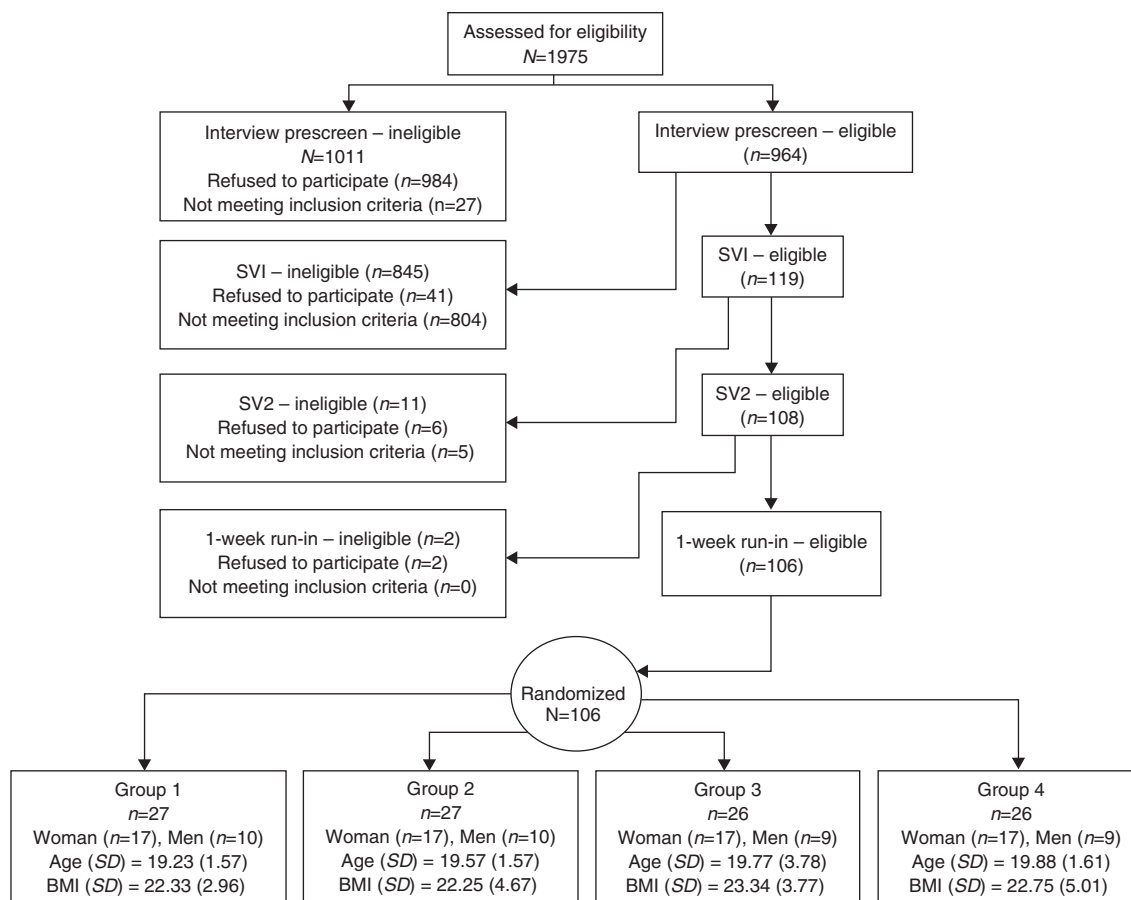 Assessed for eligibility
N=1975
Interview prescreen – ineligible
N=1011
Refused to participate (n=984)
Not meeting inclusion criteria (n=27)
Interview prescreen – eligible
(n=964)
SVI – ineligible (n=845)
Refused to participate (n=41)
Not meeting inclusion criteria (n=804)
SVI – eligible
(n=119)
SV2 – ineligible (n=11)
Refused to participate (n=6)
Not meeting inclusion criteria (n=5)
SV2 – eligible
(n=108)
1-week run-in – ineligible (n=2)
Refused to participate (n=2)
Not meeting inclusion criteria (n=0)
1-week run-in – eligible
(n=106)
Randomized
N=106
Group 1
n=27
Woman (n=17), Men (n=10)
Age (SD) = 19.23 (1.57)
BMI (SD) = 22.33 (2.96)
Group 2
n=27
Woman (n=17), Men (n=10)
Age (SD) = 19.57 (1.57)
BMI (SD) = 22.25 (4.67)
Group 3
n=26
Woman (n=17), Men (n=9)
Age (SD) = 19.77 (3.78)
BMI (SD) = 23.34 (3.77)
Group 4
n=26
Woman (n=17), Men (n=9)
Age (SD) = 19.88 (1.61)
BMI (SD) = 22.75 (5.01)